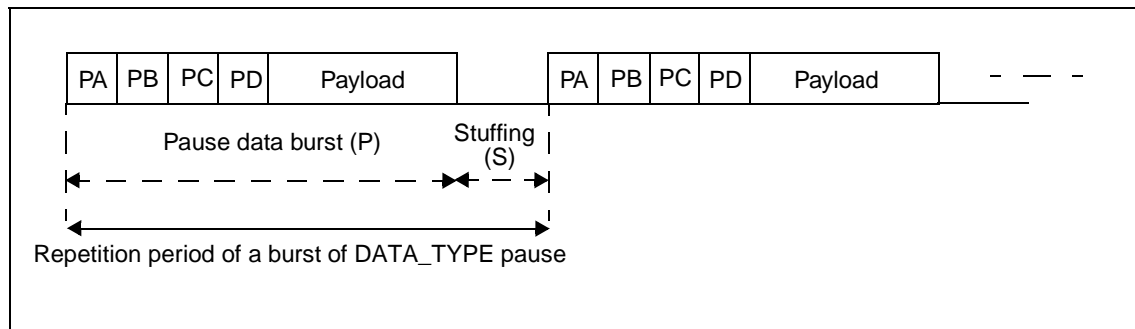 PA PB PC PD Payload PA PB PC PD Payload
Pause data burst (P)
Stuffing
(S)
Repetition period of a burst of DATA_TYPE pause